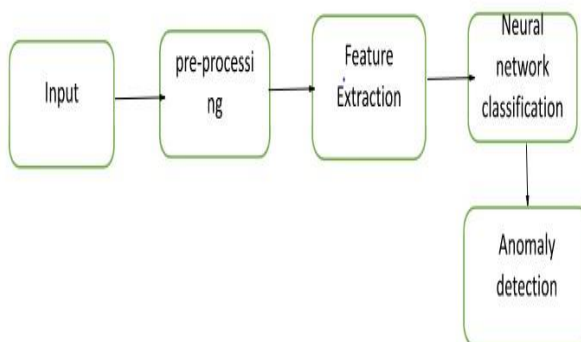 Input
pre-processi
ng
Feature
Extraction
Neural
network
classification
Anomaly
detection